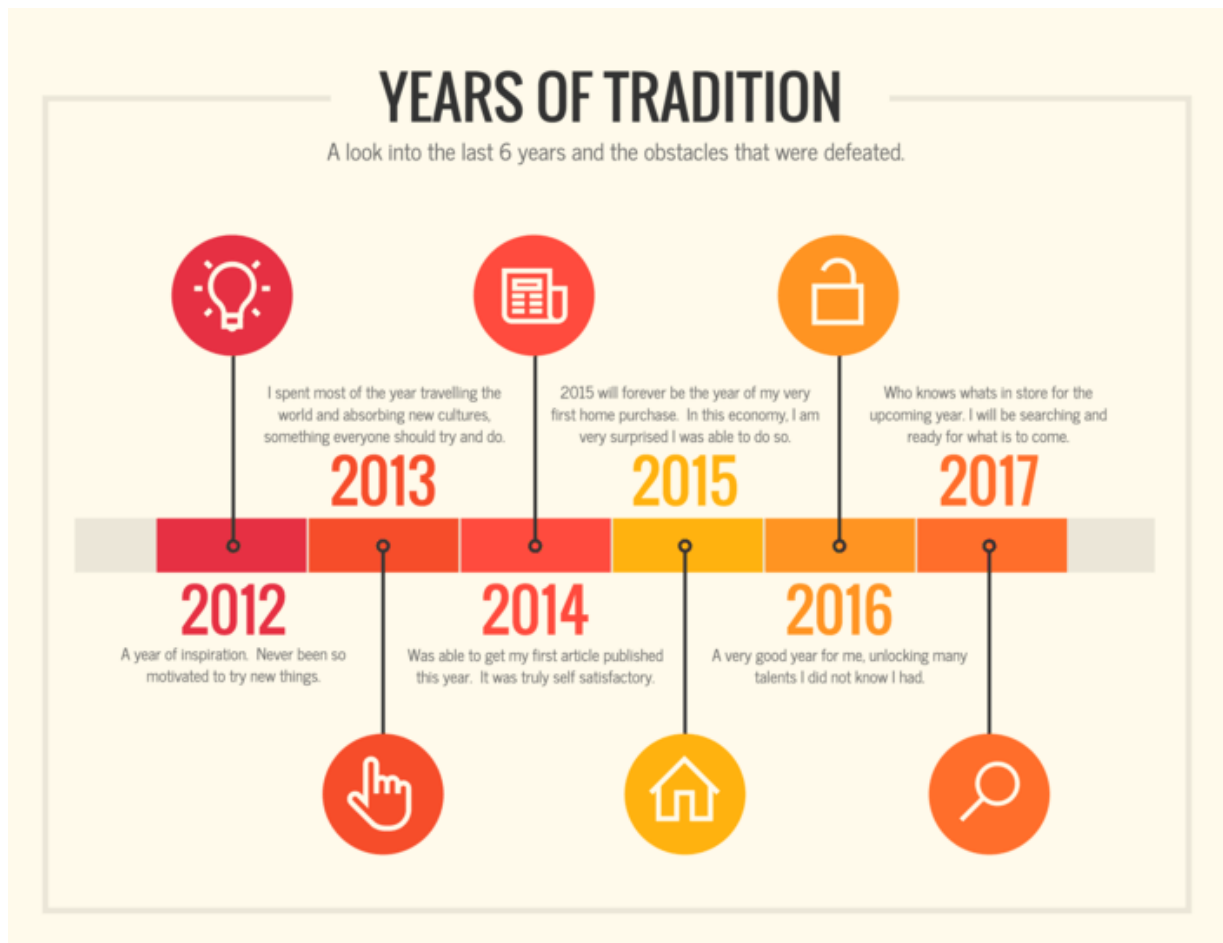 YEARS OF TRADITION
A look into the last 6 years and the obstacles that were defeated.
I spent most of the year travelling the
world and absorbing new cultures,
something everyone should try and do.
2013
2015 will forever be the year of my very
first home purchase.  In this economy, I am
very surprised I was able to do so.
2015
Who knows whats in store for the
upcoming year. I will be searching and
ready for what is to come.
2017
2012
A year of inspiration.  Never been so
motivated to try new things.
2014
Was able to get my first article published
this year.  It was truly self satisfactory.
2016
A very good year for me, unlocking many
talents I did not know I had.